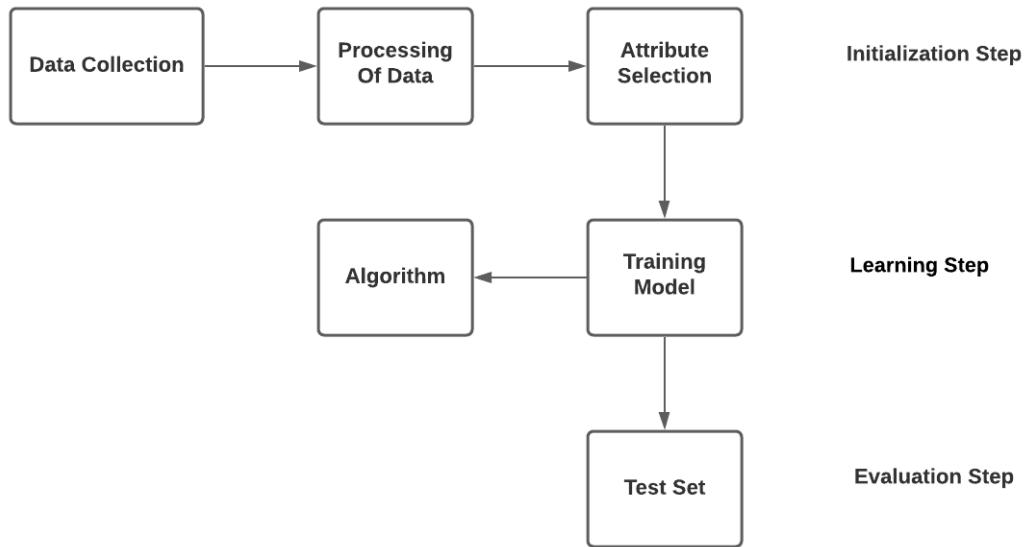 Data Collection
Processing
Of Data
Attribute
Selection
Initialization Step
Algorithm
Training
Model
Learning Step
Test Set
Evaluation Step